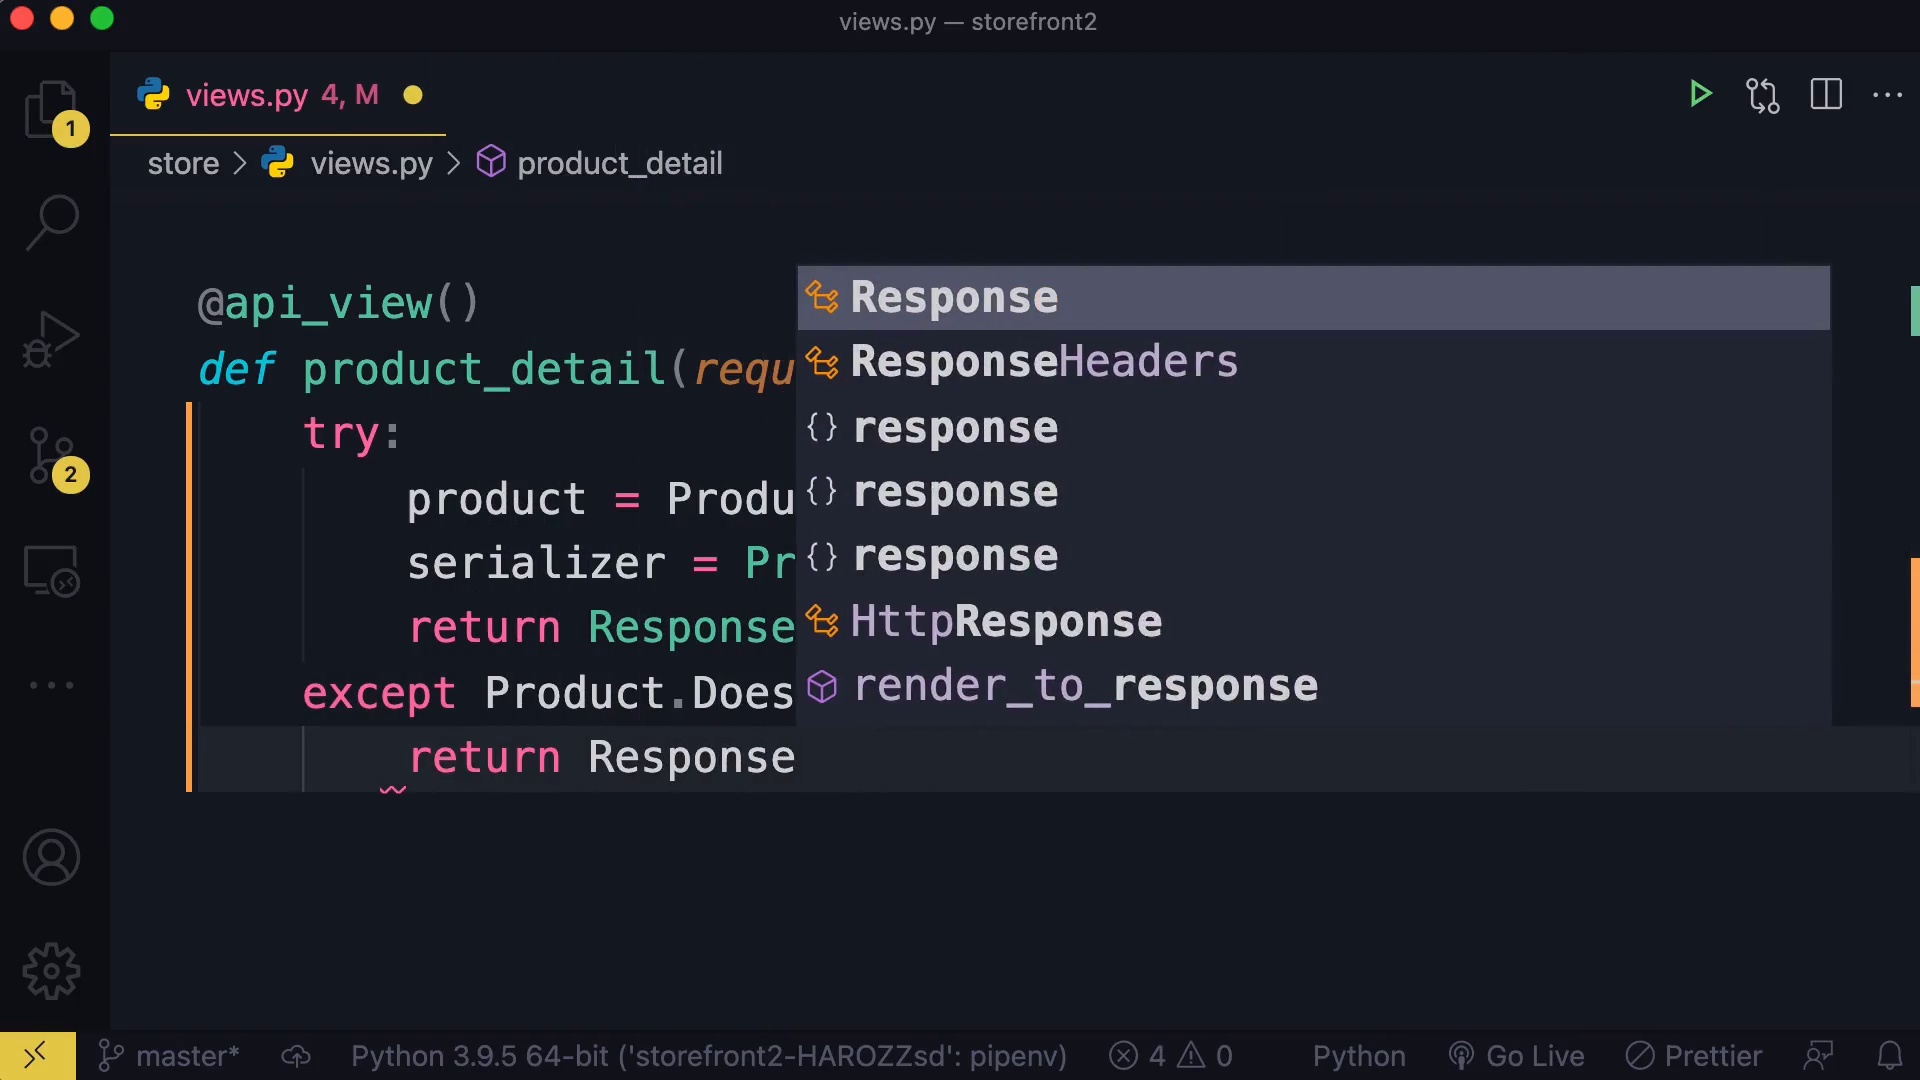 views.py — storefront2
views.py 4, M
1
store > views.py > product_detail
@api_view()
def product_detail(requ
try:
product = Produ
serializer = Pr
return Response
except Product.Does
return Response
Response
ResponseHeaders
response
response
response
HttpResponse
render_to_response
2
master*
Python 3.9.5 64-bit ('storefront2-HAROZZsd': pipenv)
4
0
Python
Go Live
Prettier